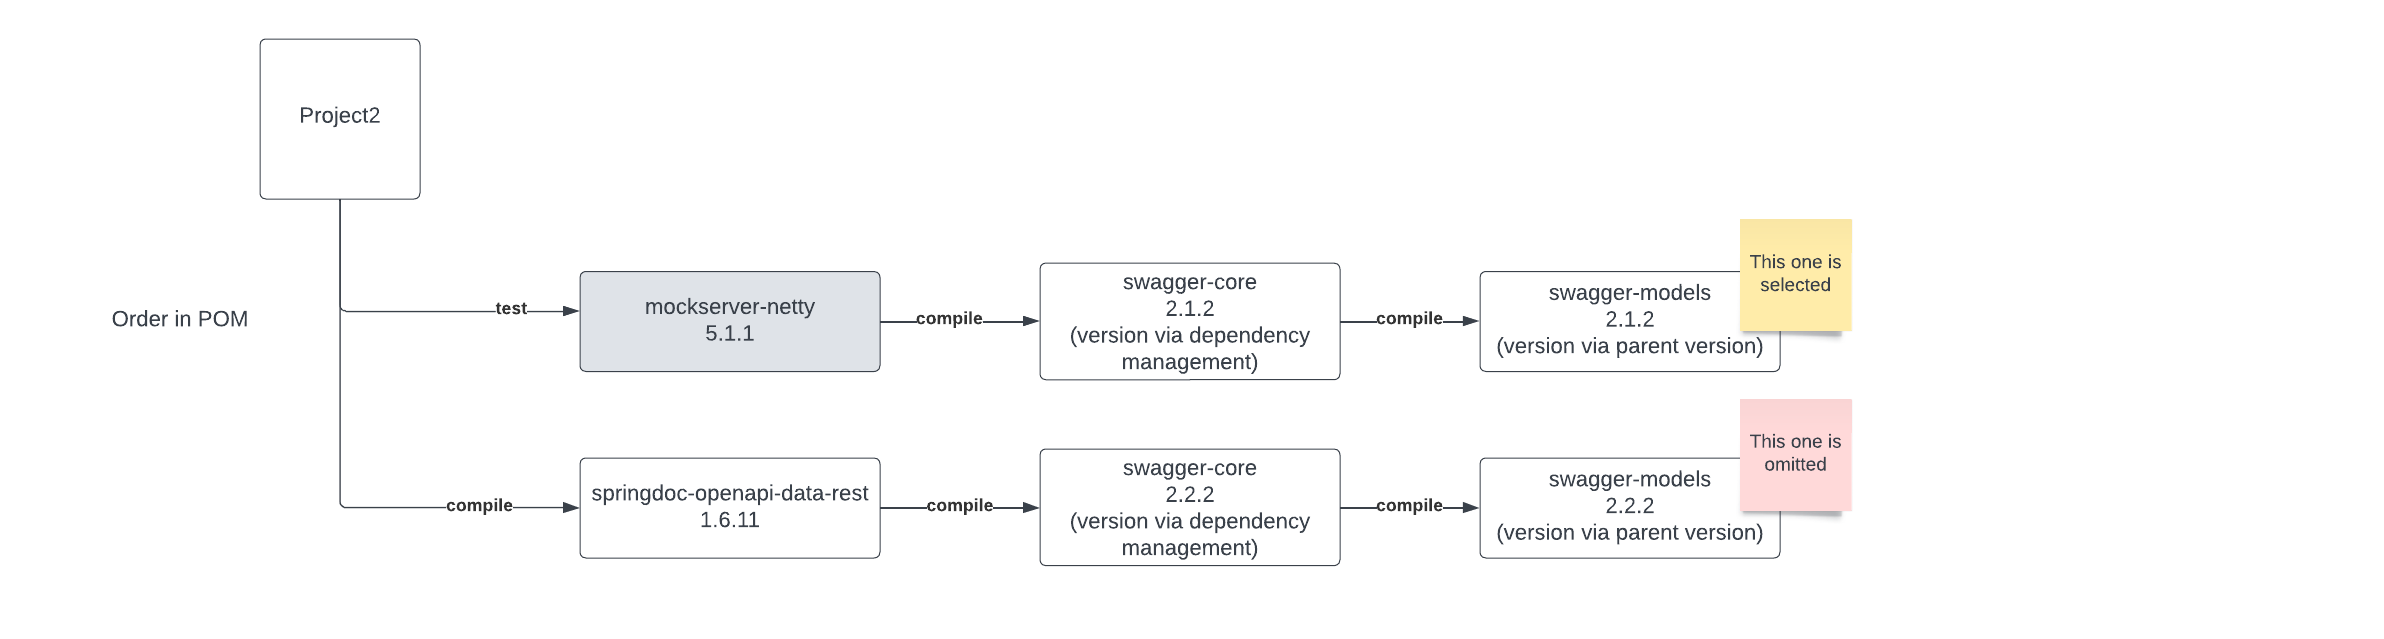 Project2
Order in POM
test
mockserver-netty
5.1.1
compile
swagger-core
2.1.2
(version via dependency
management)
compile
swagger-models
2.1.2
(version via parent version)
This one is
selected
compile
springdoc-openapi-data-rest
1.6.11
compile
swagger-core
2.2.2
(version via dependency
management)
compile
swagger-models
2.2.2
(version via parent version)
This one is
omitted